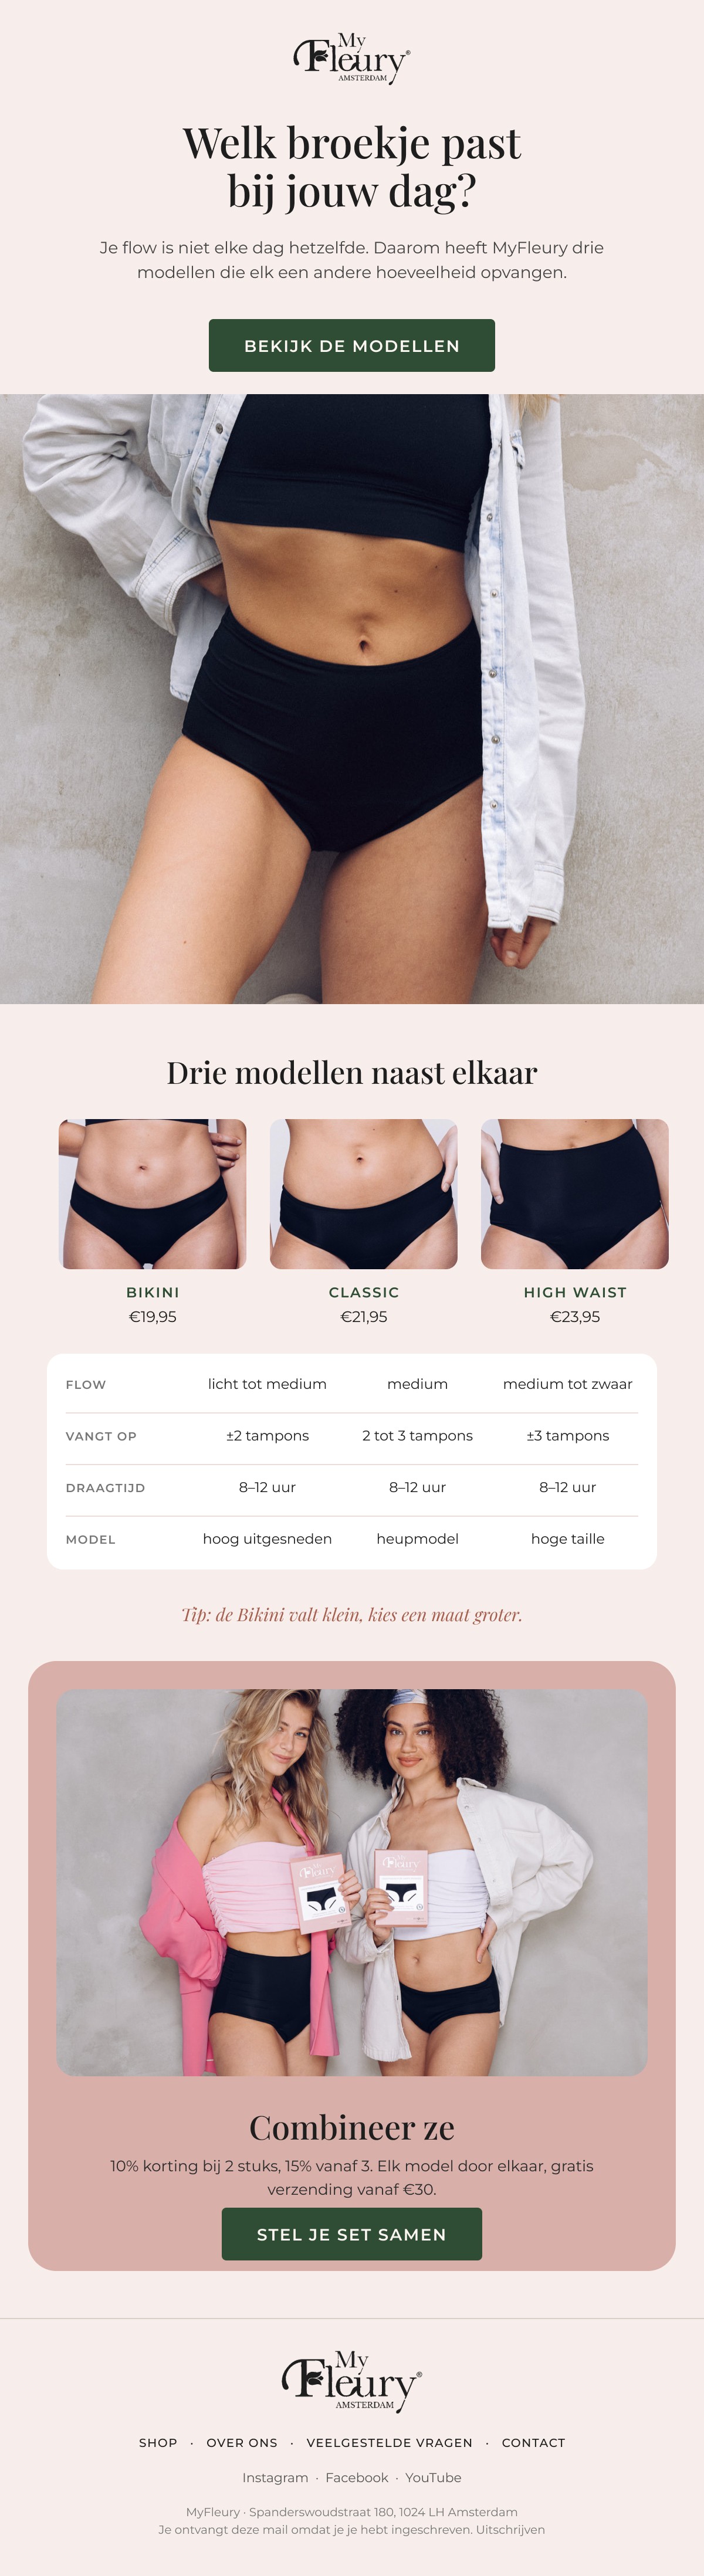 My
Fleury®
AMSTERDAM
Welk broekje past
bij jouw dag?
Je flow is niet elke dag hetzelfde. Daarom heeft MyFleury drie
modellen die elk een andere hoeveelheid opvangen.
BEKIJK DE MODELLEN
Drie modellen naast elkaar
BIKINI CLASSIC HIGH WAIST
€19,95 €21,95 €23,95
FLOW licht tot medium medium medium tot zwaar
VANGT OP ±2 tampons 2 tot 3 tampons ±3 tampons
DRAAGTIJD 8–12 uur 8–12 uur 8–12 uur
MODEL hoog uitgesneden heupmodel hoge taille
Tip: de Bikini valt klein, kies een maat groter.
My My
Fleury Fleury
Combineer ze
10% korting bij 2 stuks, 15% vanaf 3. Elk model door elkaar, gratis
verzending vanaf €30.
STEL JE SET SAMEN
My
Fleury®
AMSTERDAM
SHOP · OVER ONS · VEELGESTELDE VRAGEN · CONTACT
Instagram · Facebook · YouTube
MyFleury · Spanderswoudstraat 180, 1024 LH Amsterdam
Je ontvangt deze mail omdat je je hebt ingeschreven. Uitschrijven